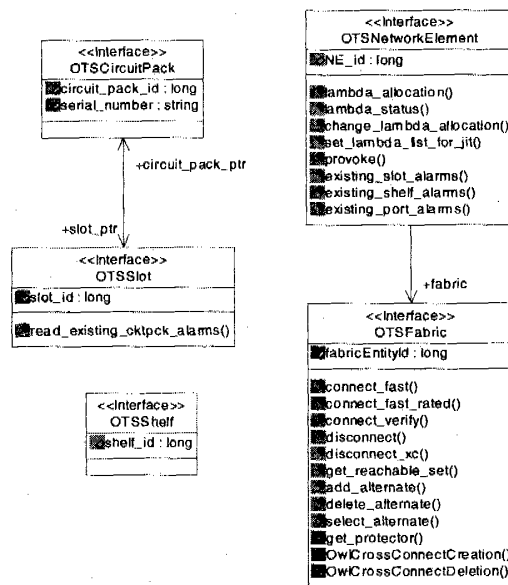 <<Interface>>
OTSCircuitPack
circuit_pack_id : long
serial_number : string
+circuit_pack_ptr
+slot_ptr
<<Interface>>
OTSSlot
slot_id : long
read_existing_cktpck_alarms()
<<Interface>>
OTSShelf
shelf_id : long
<<Interface>>
OTSNetworkElement
NE_id : long
lambda_allocation()
lambda_status()
change_lambda_allocation()
set_lambda_list_for_jit()
provoke()
existing_slot_alarms()
existing_shelf_alarms()
existing_port_alarms()
+fabric
<<Interface>>
OTSFabric
fabricEntityId : long
connect_fast()
connect_fast_rated()
connect_verify()
disconnect()
disconnect_xc()
get_reachable_set()
add_alternate()
delete_alternate()
select_alternate()
get_protector()
OwlCrossConnectCreation()
OwlCrossConnectDeletion()